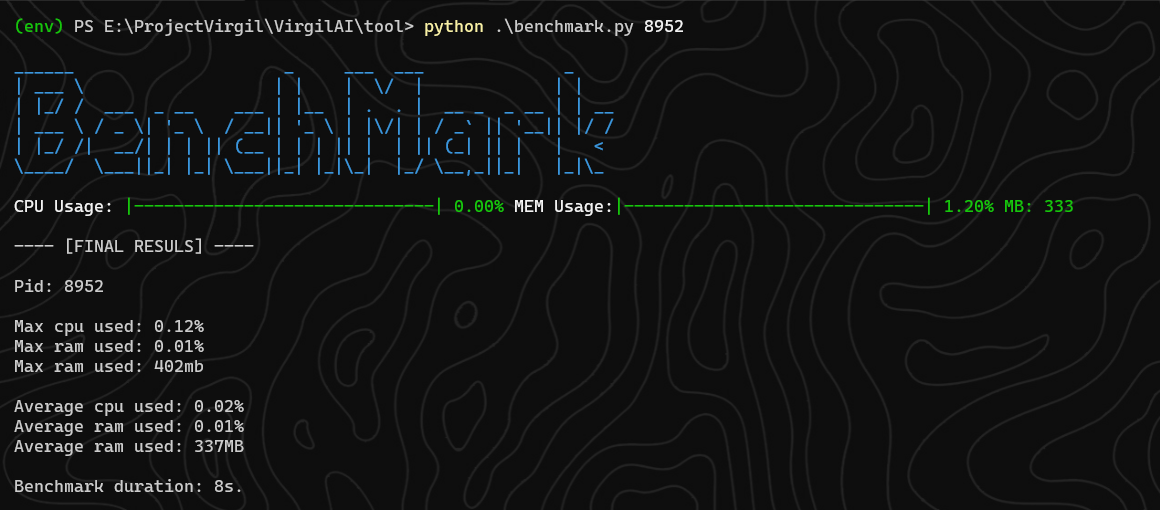 (env) PS E:\ProjectVirgil\VirgilAI\tool> python .\benchmark.py 8952
BenchMark
CPU Usage: |------------------------------| 0.00% MEM Usage:|------------------------------| 1.20% MB: 333
---- [FINAL RESULS] ----
Pid: 8952
Max cpu used: 0.12%
Max ram used: 0.01%
Max ram used: 402mb
Average cpu used: 0.02%
Average ram used: 0.01%
Average ram used: 337MB
Benchmark duration: 8s.